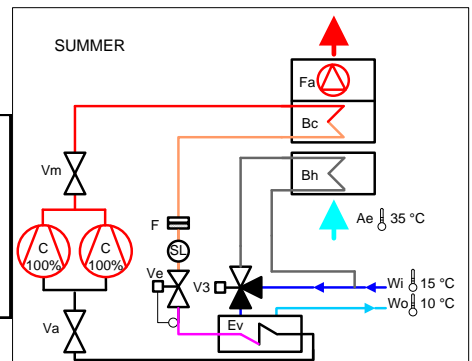 SUMMER
Fa
Bc
Vm
Bh
F
Ae 35 °C
C
100%
C
100%
SL
Ve
V3
Wi 15 °C
Wo 10 °C
Va
Ev